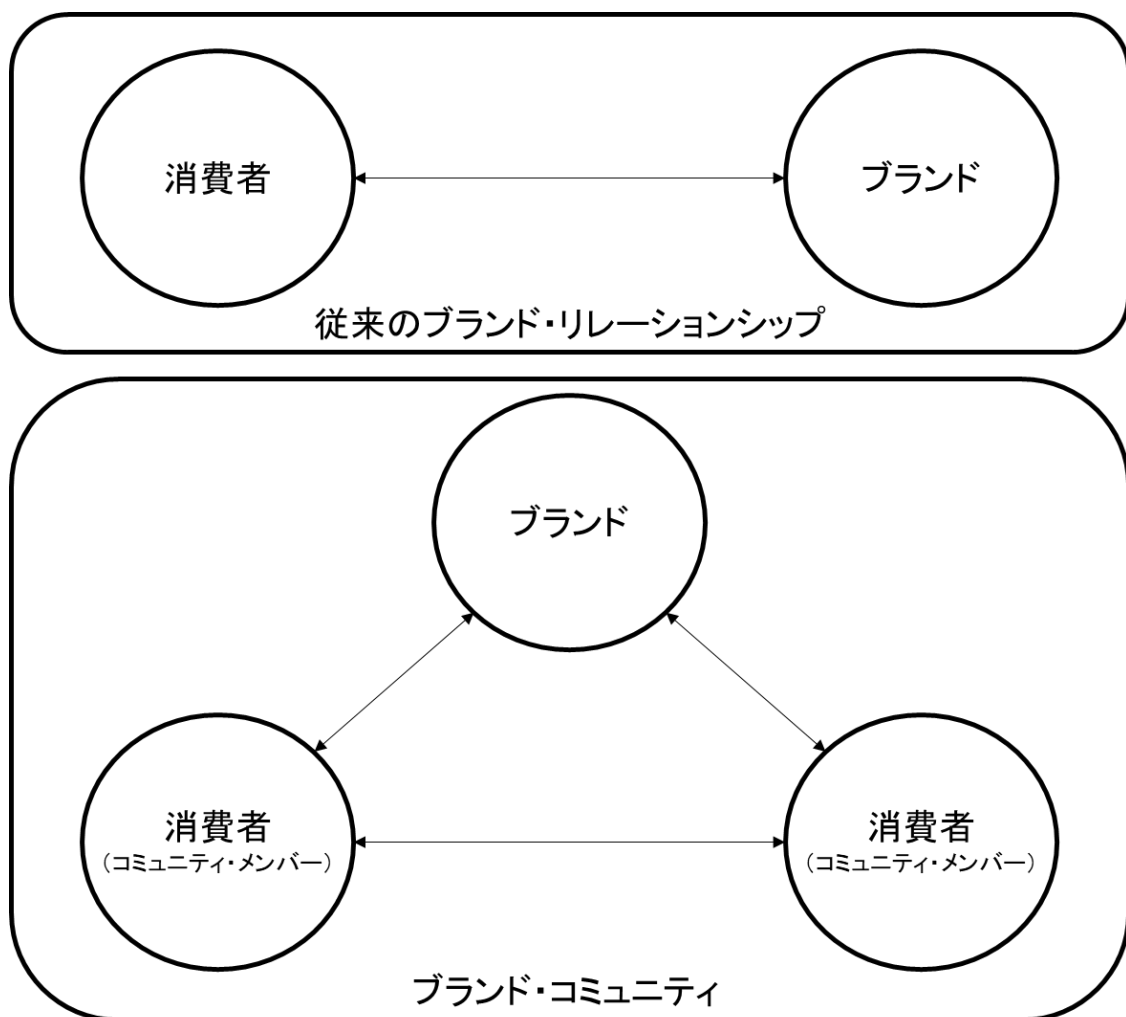 消費者
ブランド
従来のブランド・リレーションシップ
ブランド
消費者
(コミュニティ・メンバー)
消費者
(コミュニティ・メンバー)
ブランド・コミュニティ